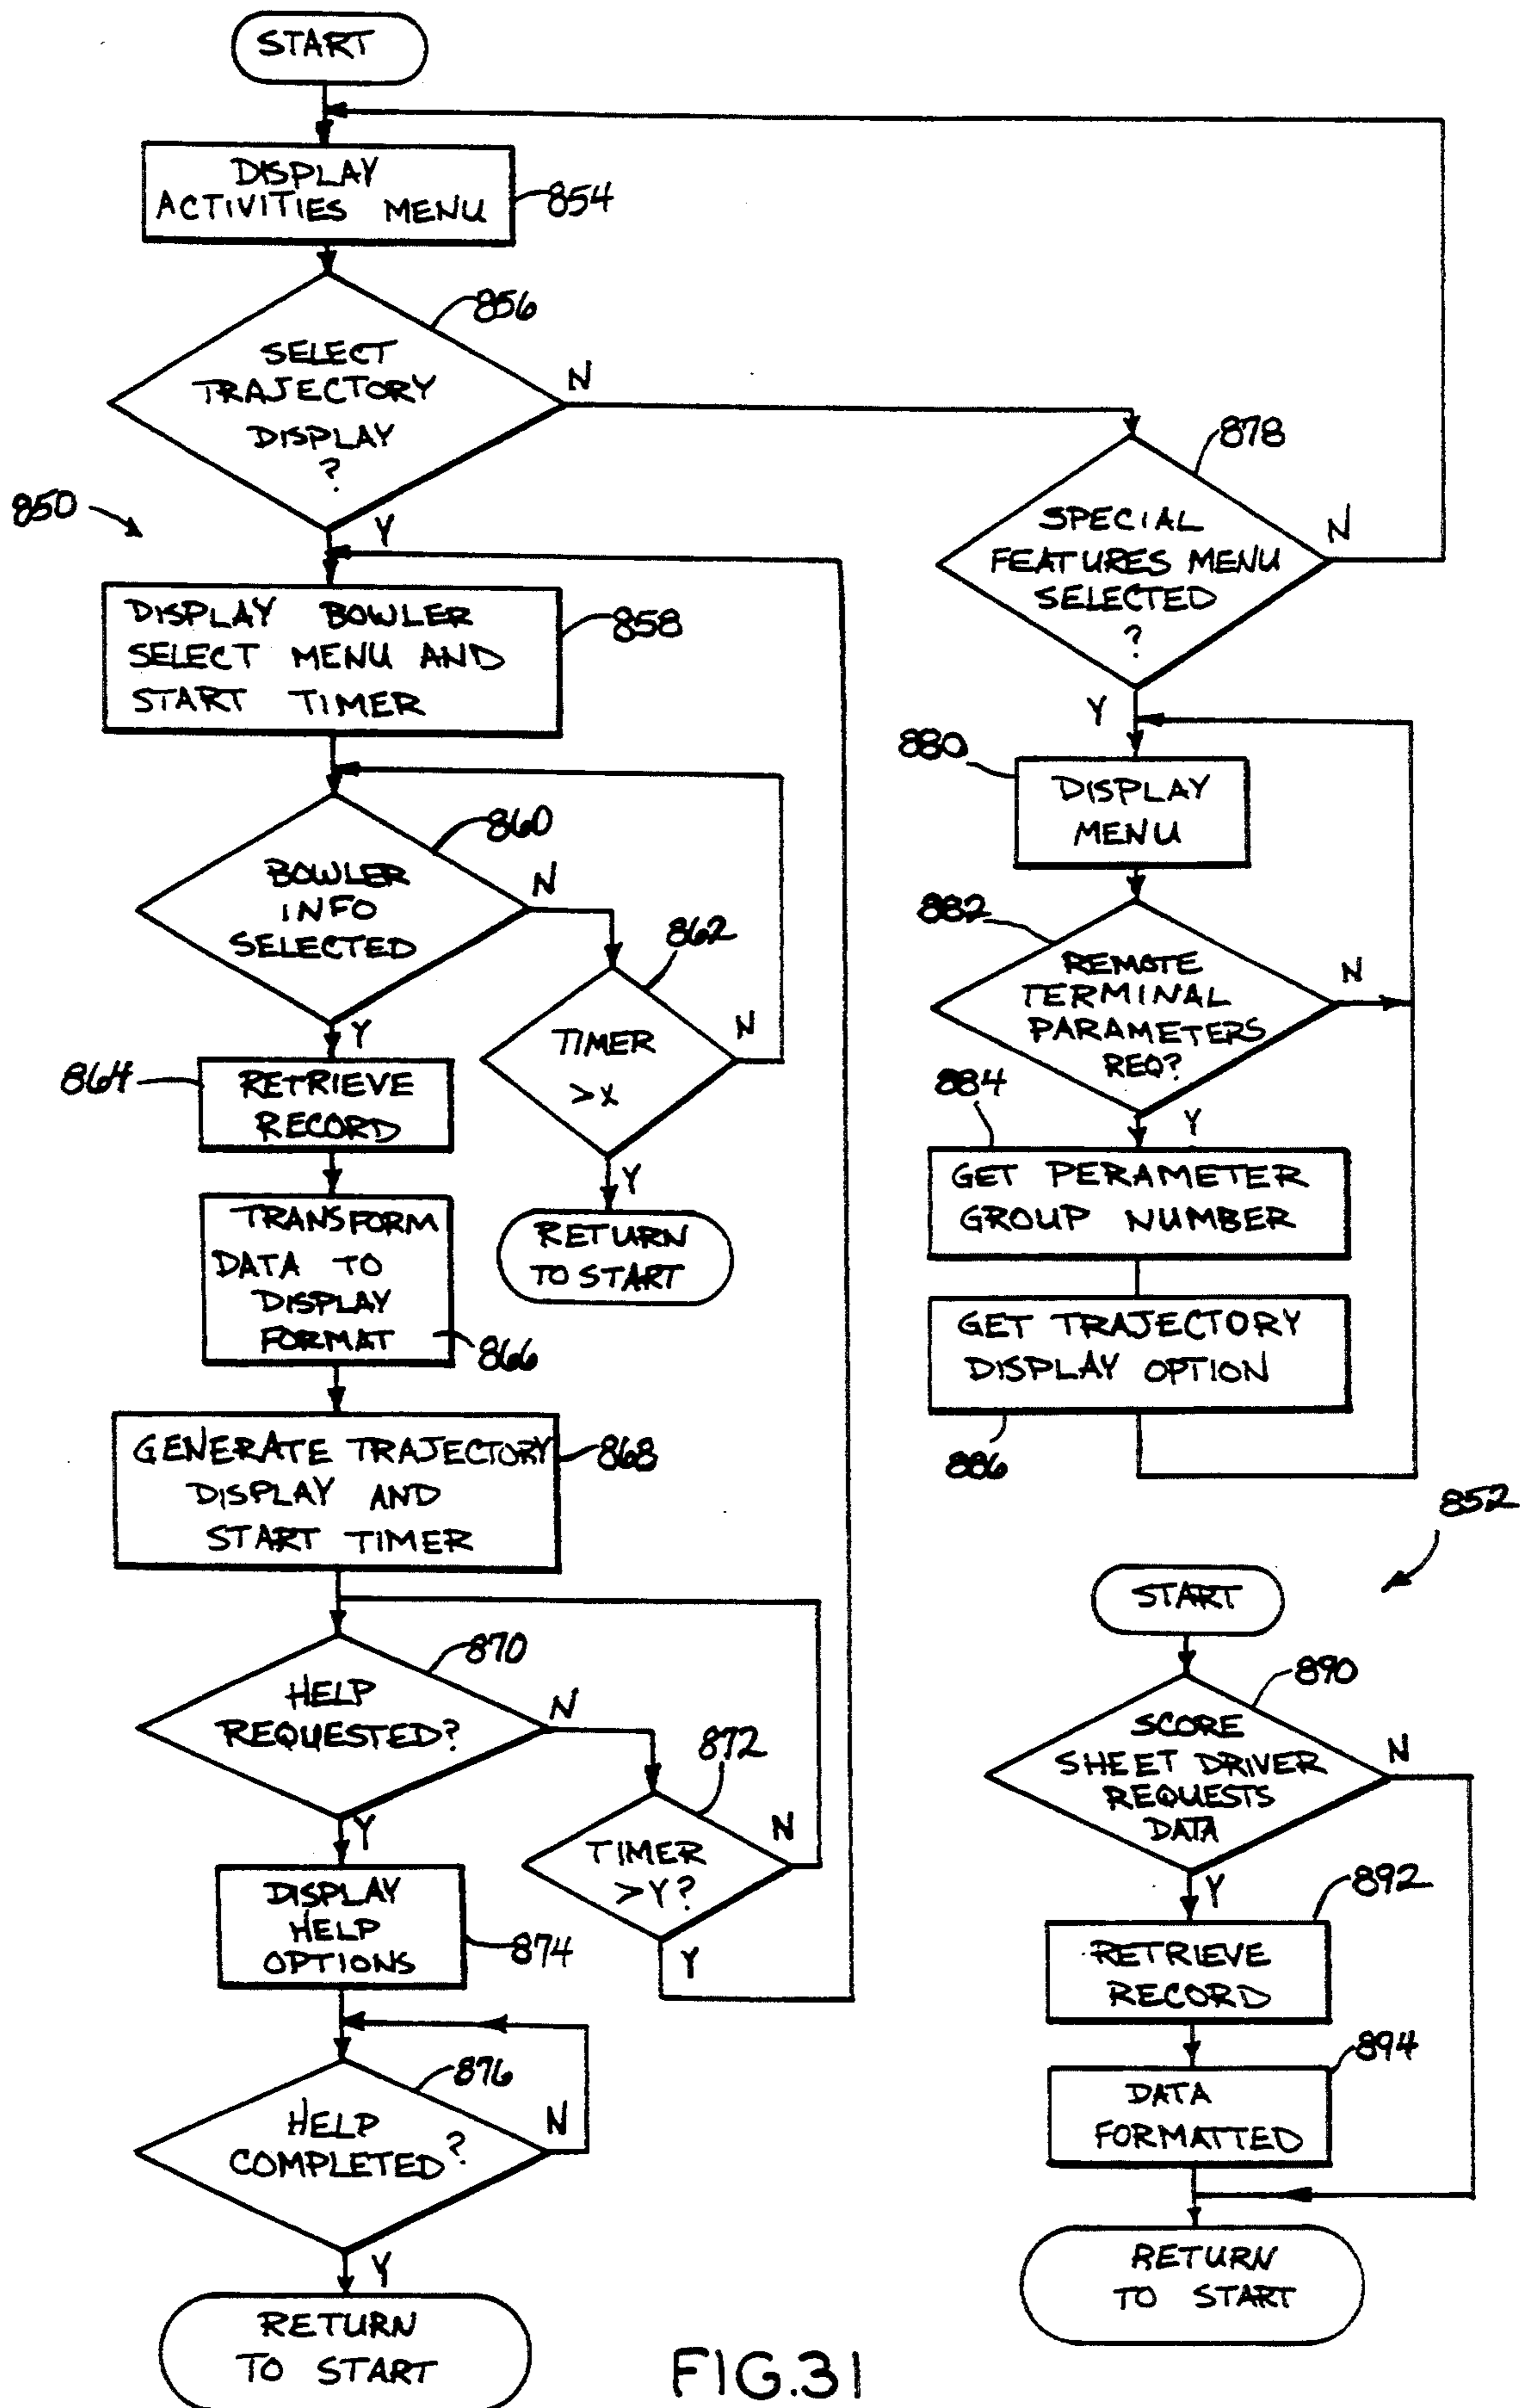 START
DISPLAY
ACTIVITIES MENU
854
856
SELECT
TRAJECTORY
DISPLAY
?
N
Y
850
DISPLAY BOWLER
SELECT MENU AND
START TIMER
858
860
BOWLER
INFO
SELECTED
N
Y
862
TIMER
>X
N
Y
RETURN
TO START
864
RETRIEVE
RECORD
TRANSFORM
DATA TO
DISPLAY
FORMAT
866
GENERATE TRAJECTORY
DISPLAY AND
START TIMER
868
870
HELP
REQUESTED?
N
Y
872
TIMER
>Y?
N
Y
DISPLAY
HELP
OPTIONS
874
876
HELP
COMPLETED?
N
Y
RETURN
TO START
878
SPECIAL
FEATURES MENU
SELECTED
?
N
Y
880
DISPLAY
MENU
882
REMOTE
TERMINAL
PARAMETERS
REQ?
N
Y
884
GET PERAMETER
GROUP NUMBER
GET TRAJECTORY
DISPLAY OPTION
886
852
START
890
SCORE
SHEET DRIVER
REQUESTS
DATA
N
Y
892
RETRIEVE
RECORD
894
DATA
FORMATTED
RETURN
TO START
FIG.31